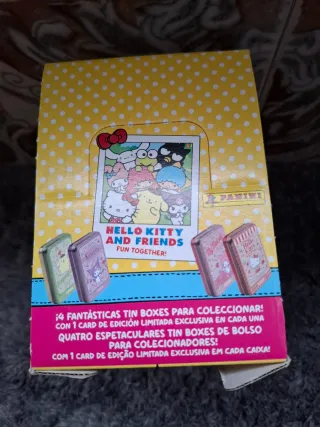 HELLO KITTY
AND FRIENDS
FUN TOGETHER!
PANINI
¡4 FANTÁSTICAS TIN BOXES PARA COLECCIONAR!
CON 1 CARD DE EDICIÓN LIMITADA EXCLUSIVA EN CADA UNA
QUATRO ESPETACULARES TIN BOXES DE BOLSO
PARA COLECIONADORES!
COM 1 CARD DE EDIÇÃO LIMITADA EXCLUSIVA EM CADA CAIXA!